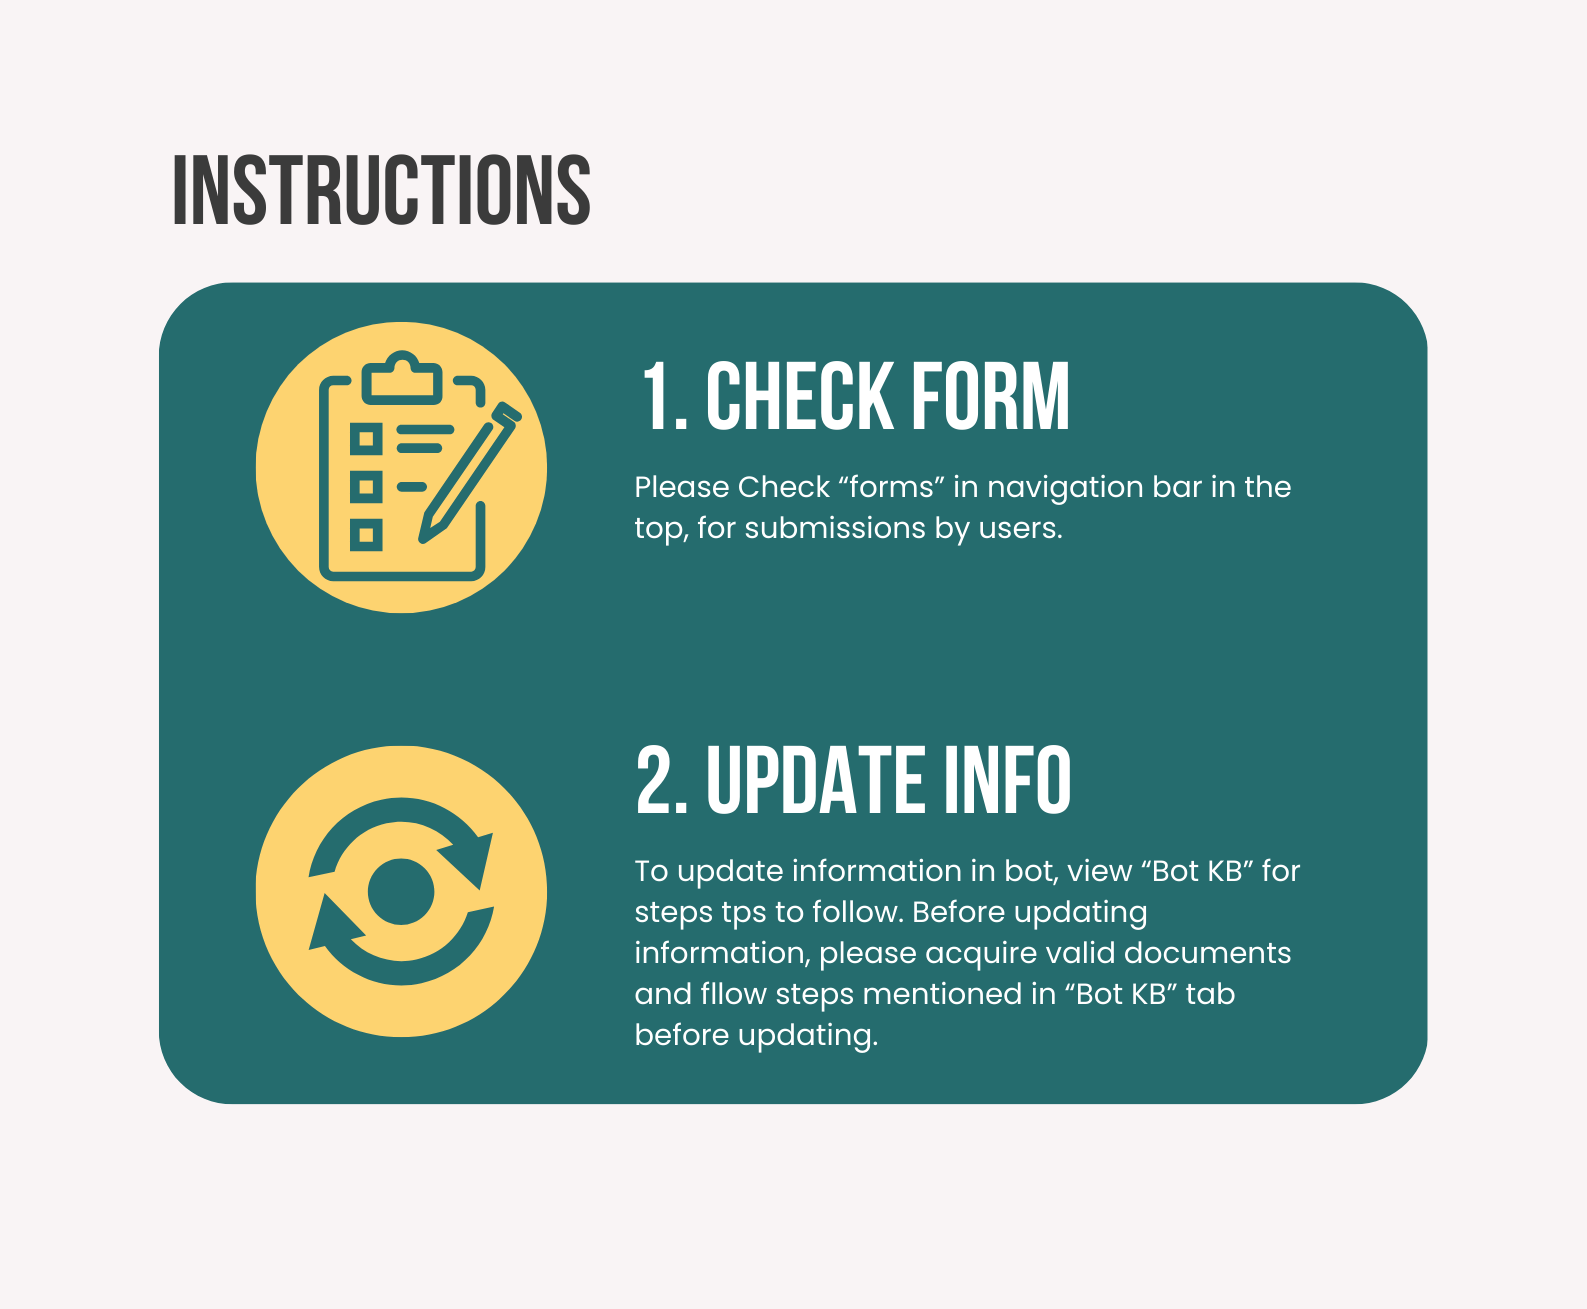 INSTRUCTIONS
1. CHECK FORM
Please Check “forms” in navigation bar in the
top, for submissions by users.
2. UPDATE INFO
To update information in bot, view “Bot KB” for
steps tps to follow. Before updating
information, please acquire valid documents
and fllow steps mentioned in “Bot KB” tab
before updating.